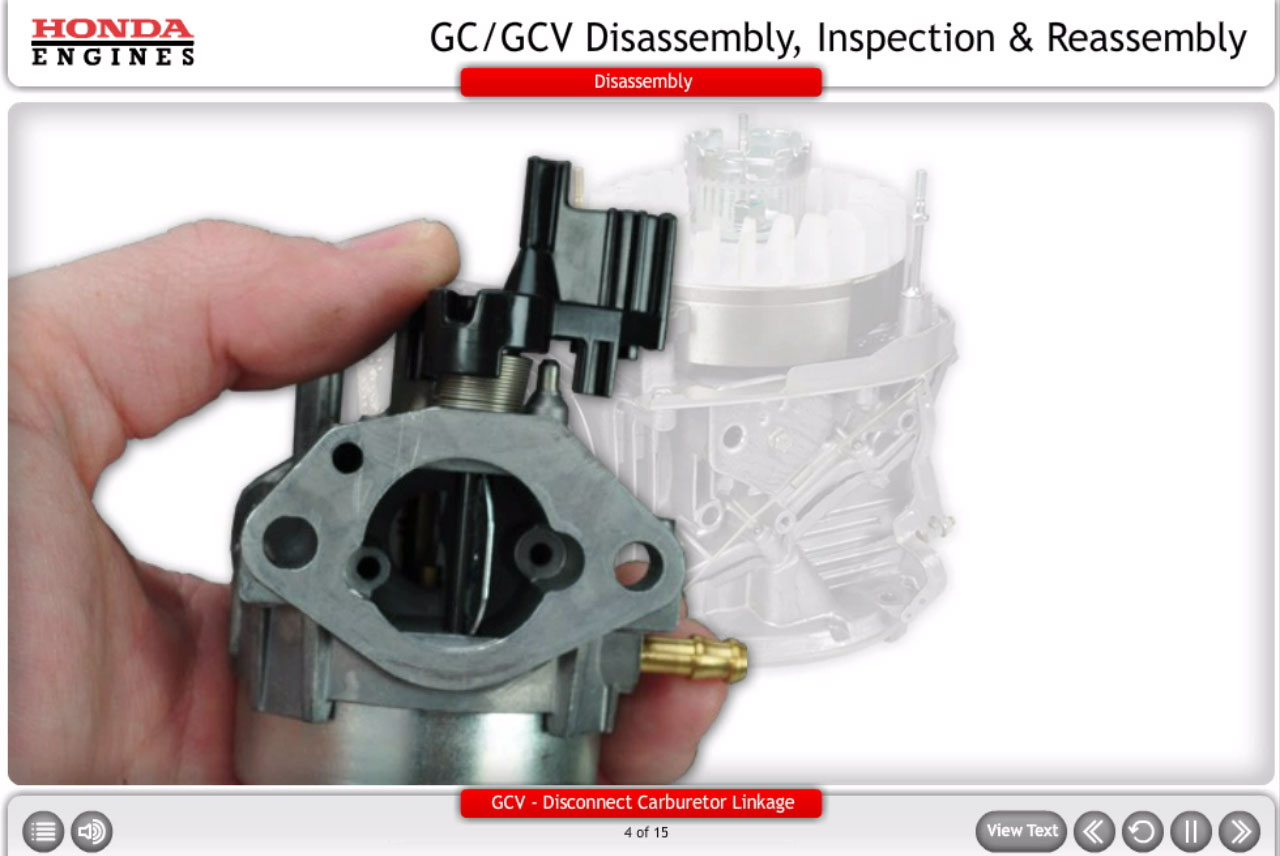 HONDA
ENGINES
GC/GCV Disassembly, Inspection & Reassembly
Disassembly
GCV - Disconnect Carburetor Linkage
4 of 15
View Text